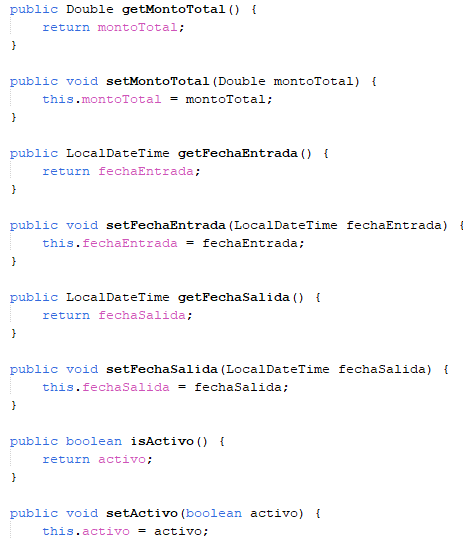 public Double getMontoTotal() {
    return montoTotal;
}

public void setMontoTotal(Double montoTotal) {
    this.montoTotal = montoTotal;
}

public LocalDateTime getFechaEntrada() {
    return fechaEntrada;
}

public void setFechaEntrada(LocalDateTime fechaEntrada) {
    this.fechaEntrada = fechaEntrada;
}

public LocalDateTime getFechaSalida() {
    return fechaSalida;
}

public void setFechaSalida(LocalDateTime fechaSalida) {
    this.fechaSalida = fechaSalida;
}

public boolean isActivo() {
    return activo;
}

public void setActivo(boolean activo) {
    this.activo = activo;